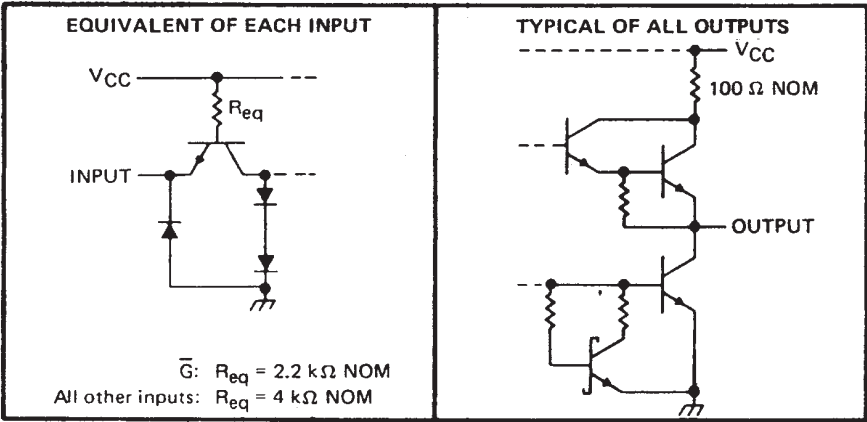 EQUIVALENT OF EACH INPUT
VCC
Req
INPUT
G̅: Req = 2.2 kΩ NOM
All other inputs: Req = 4 kΩ NOM
TYPICAL OF ALL OUTPUTS
VCC
100 Ω NOM
OUTPUT